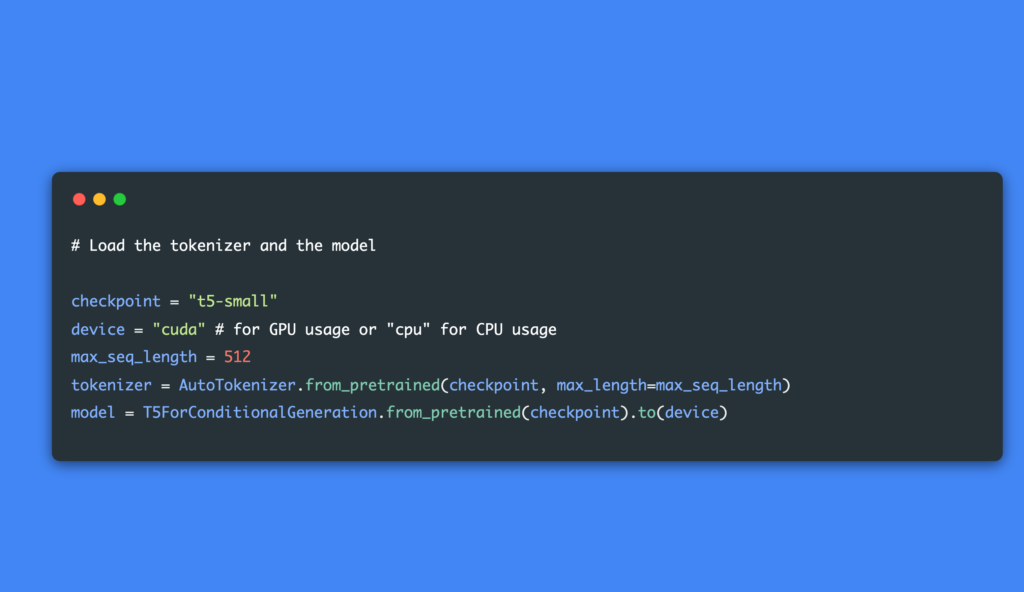 # Load the tokenizer and the model
checkpoint = "t5-small"
device = "cuda" # for GPU usage or "cpu" for CPU usage
max_seq_length = 512
tokenizer = AutoTokenizer.from_pretrained(checkpoint, max_length=max_seq_length)
model = T5ForConditionalGeneration.from_pretrained(checkpoint).to(device)